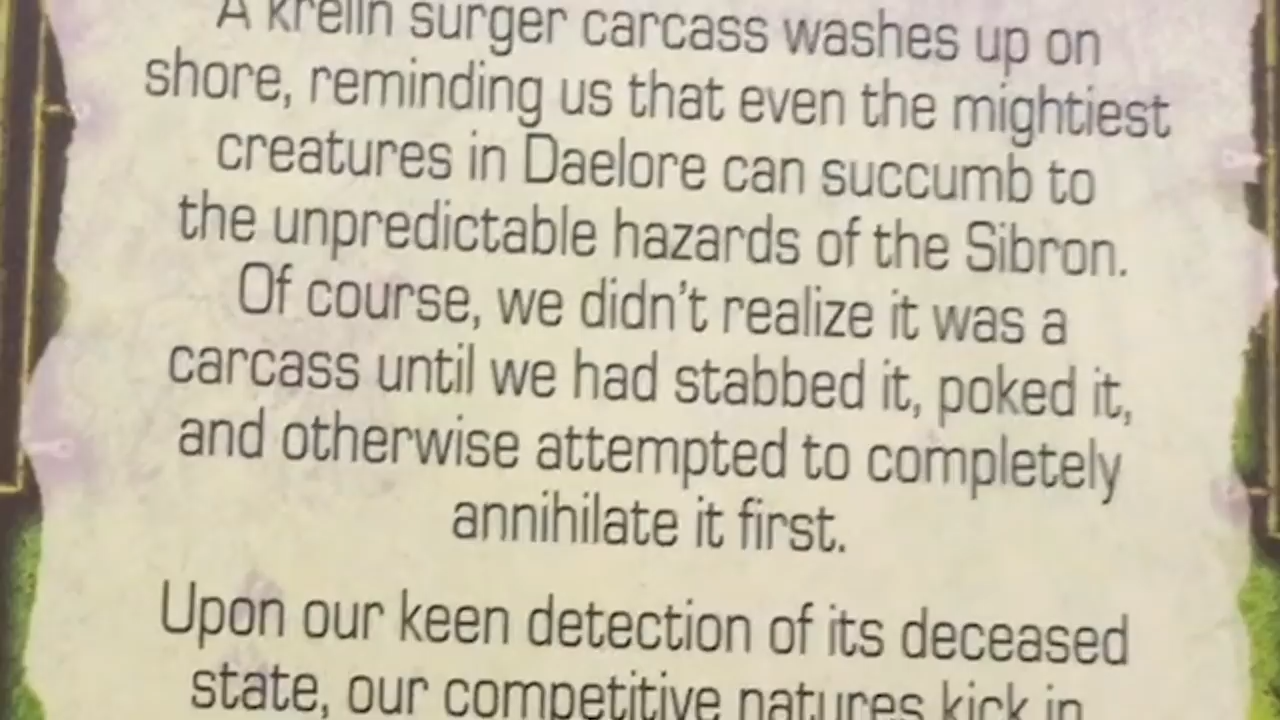 A krelin surger carcass washes up on
shore, reminding us that even the mightiest
creatures in Daelore can succumb to
the unpredictable hazards of the Sibron.
Of course, we didn't realize it was a
carcass until we had stabbed it, poked it,
and otherwise attempted to completely
annihilate it first.
Upon our keen detection of its deceased
state, our competitive natures kick in